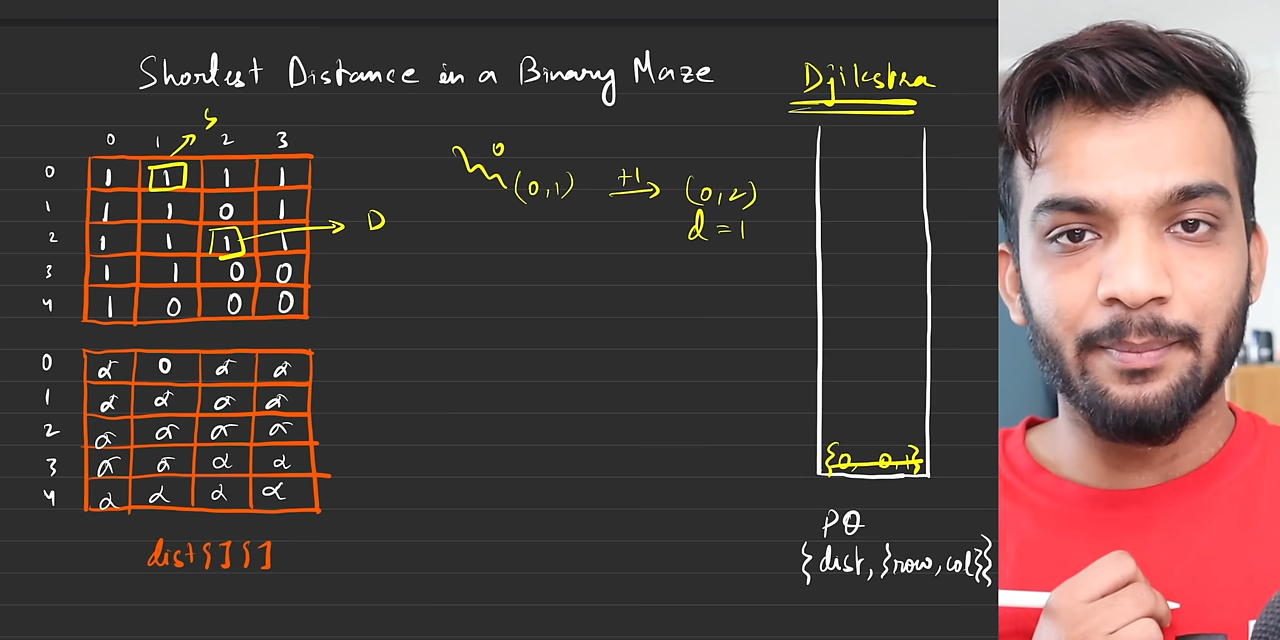 Shortest Distance in a Binary Maze
Djikstra
S
0 1 2 3
0 1 1 1 1
1 1 1 0 1
2 1 1 1 1
3 1 1 0 0
4 1 0 0 0
D
0
(0,1) +1 (0,2)
d = 1
0 α 0 α α
1 α α α α
2 α α α α
3 α α α α
4 α α α α
dist[][]
{0, 0,1}
PQ
{dist, {row, col}}